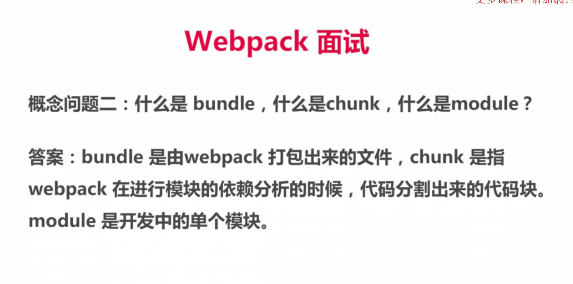 Webpack 面试
概念问题二：什么是 bundle，什么是chunk，什么是module？
答案：bundle 是由webpack 打包出来的文件，chunk 是指
webpack 在进行模块的依赖分析的时候，代码分割出来的代码块。
module 是开发中的单个模块。